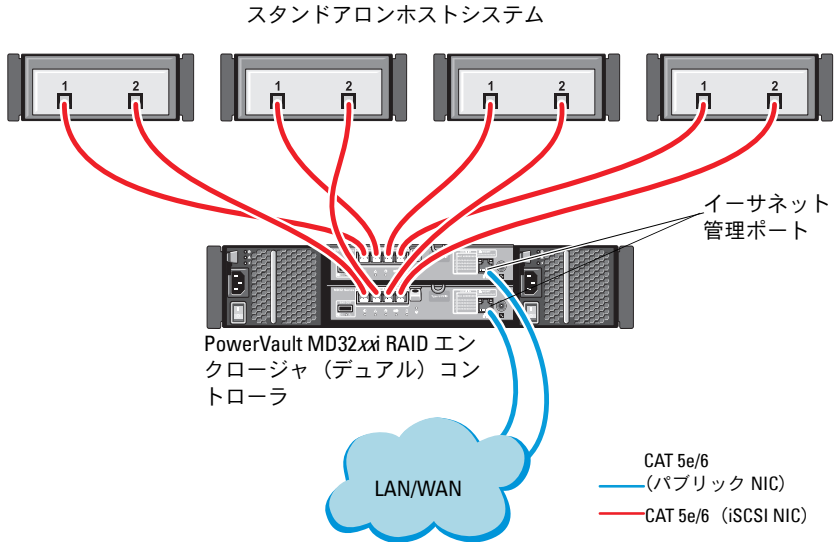 スタンドアロンホストシステム
1 2 1 2 1 2 1 2
イーサネット
管理ポート
PowerVault MD32xxi RAID エン
クロージャ（デュアル）コン
トローラ
LAN/WAN
CAT 5e/6
（パブリック NIC）
CAT 5e/6（iSCSI NIC）